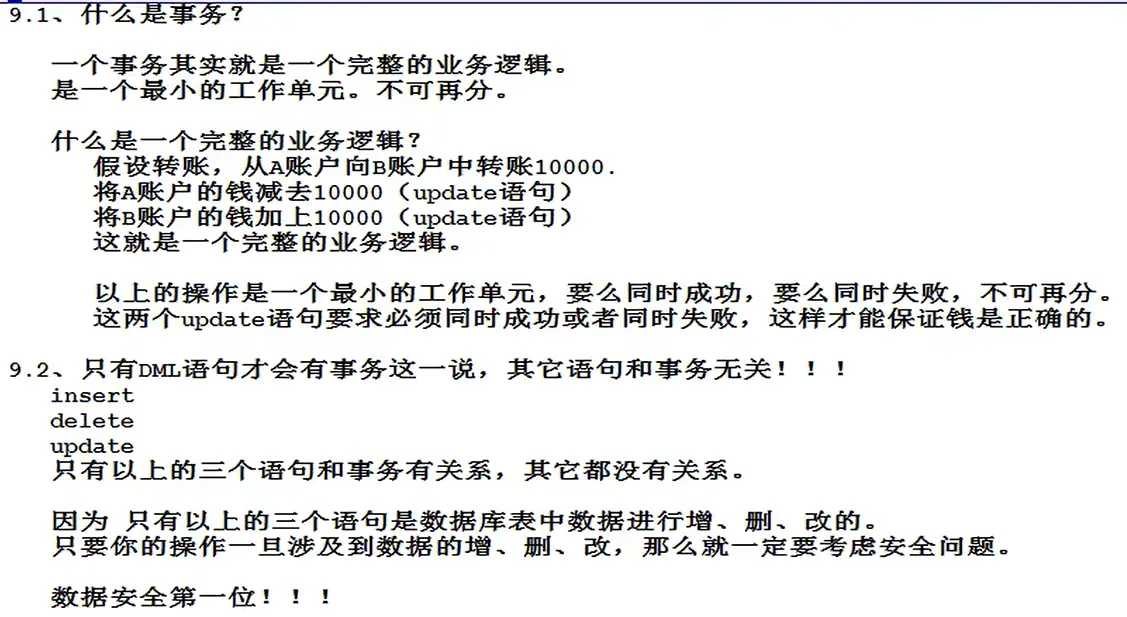 9.1、什么是事务？
一个事务其实就是一个完整的业务逻辑。
是一个最小的工作单元。不可再分。
什么是一个完整的业务逻辑？
假设转账，从A账户向B账户中转账10000.
将A账户的钱减去10000（update语句）
将B账户的钱加上10000（update语句）
这就是一个完整的业务逻辑。
以上的操作是一个最小的工作单元，要么同时成功，要么同时失败，不可再分。
这两个update语句要求必须同时成功或者同时失败，这样才能保证钱是正确的。
9.2、只有DML语句才会有事务这一说，其它语句和事务无关！！！
insert
delete
update
只有以上的三个语句和事务有关系，其它都没有关系。
因为 只有以上的三个语句是数据库表中数据进行增、删、改的。
只要你的操作一旦涉及到数据的增、删、改，那么就一定要考虑安全问题。
数据安全第一位！！！